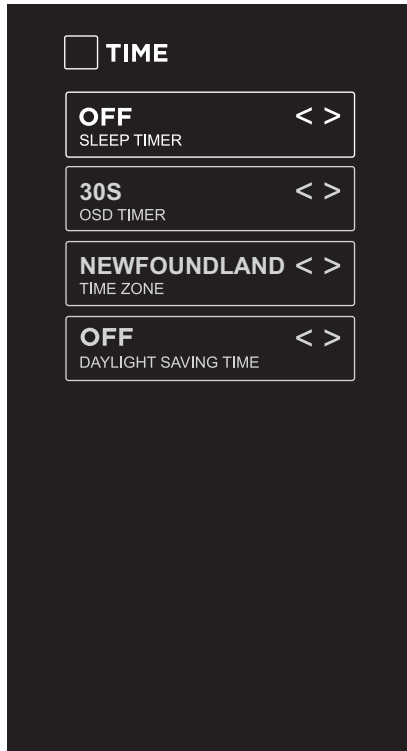 TIME
OFF < >
SLEEP TIMER
30S < >
OSD TIMER
NEWFOUNDLAND < >
TIME ZONE
OFF < >
DAYLIGHT SAVING TIME